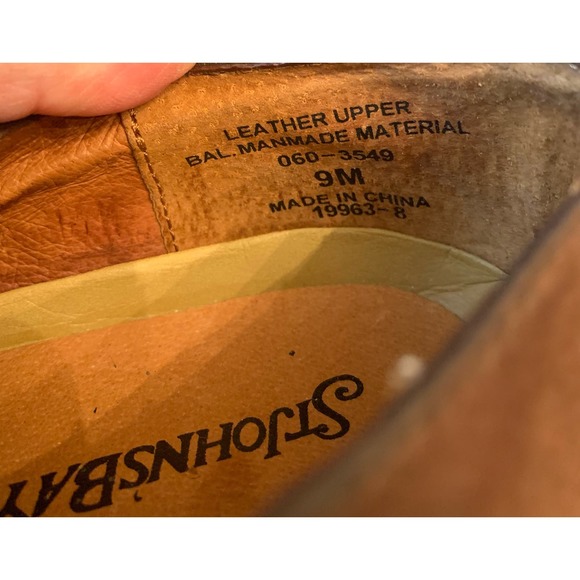 LEATHER UPPER
BAL. MANMADE MATERIAL
060-3549
9M
MADE IN CHINA
19963-8
STJOHNSBAY